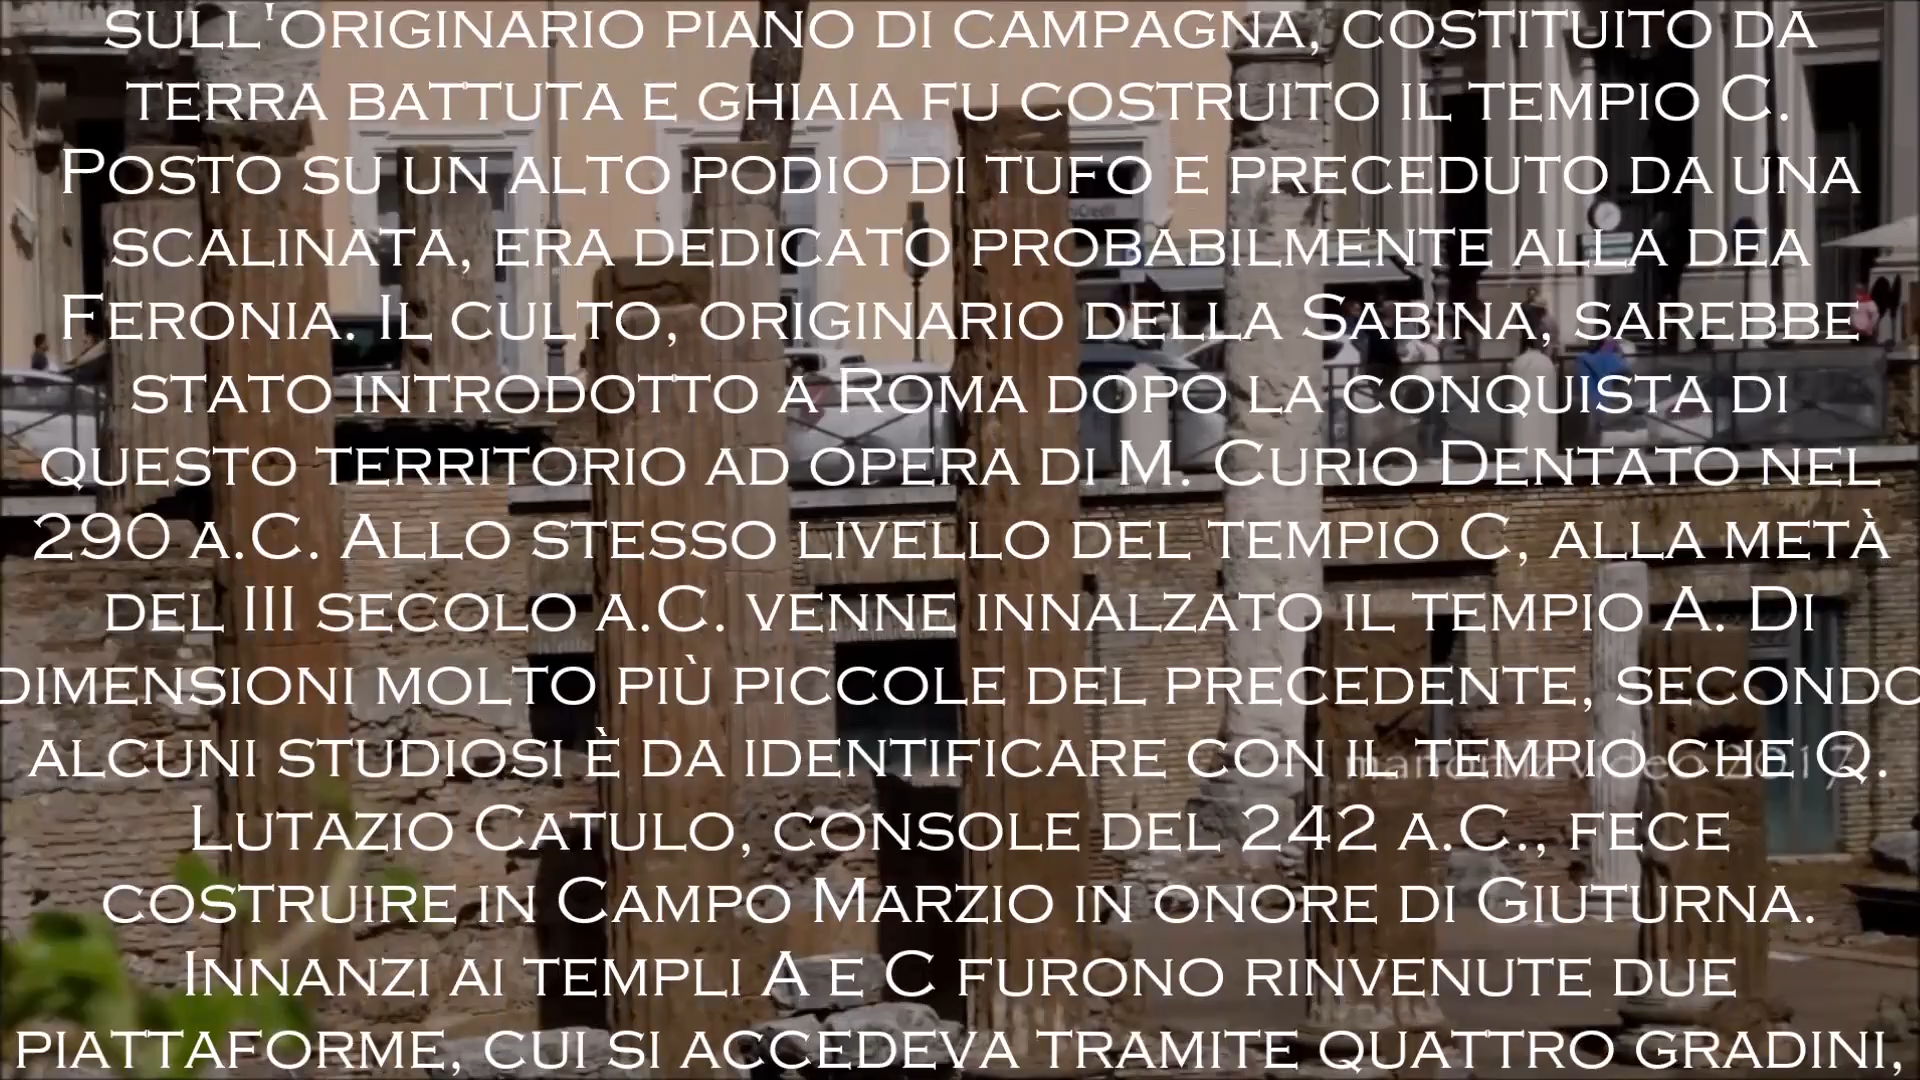 SULL'ORIGINARIO PIANO DI CAMPAGNA, COSTITUITO DA
TERRA BATTUTA E GHIAIA FU COSTRUITO IL TEMPIO C.
POSTO SU UN ALTO PODIO DI TUFO E PRECEDUTO DA UNA
SCALINATA, ERA DEDICATO PROBABILMENTE ALLA DEA
FERONIA. IL CULTO, ORIGINARIO DELLA SABINA, SAREBBE
STATO INTRODOTTO A ROMA DOPO LA CONQUISTA DI
QUESTO TERRITORIO AD OPERA DI M. CURIO DENTATO NEL
290 A.C. ALLO STESSO LIVELLO DEL TEMPIO C, ALLA METÀ
DEL III SECOLO A.C. VENNE INNALZATO IL TEMPIO A. DI
DIMENSIONI MOLTO PIÙ PICCOLE DEL PRECEDENTE, SECONDO
ALCUNI STUDIOSI È DA IDENTIFICARE CON IL TEMPIO CHE Q.
LUTAZIO CATULO, CONSOLE DEL 242 A.C., FECE
COSTRUIRE IN CAMPO MARZIO IN ONORE DI GIUTURNA.
INNANZI AI TEMPLI A E C FURONO RINVENUTE DUE
PIATTAFORME, CUI SI ACCEDEVA TRAMITE QUATTRO GRADINI,
video 2017